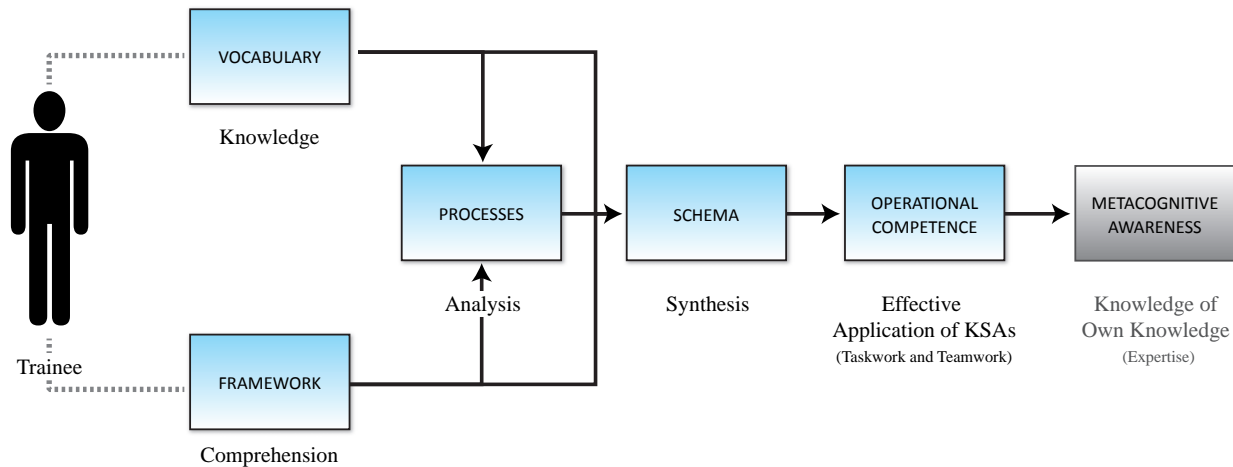 VOCABULARY
Knowledge
Trainee
FRAMEWORK
Comprehension
PROCESSES
Analysis
SCHEMA
Synthesis
OPERATIONAL
COMPETENCE
Effective
Application of KSAs
(Taskwork and Teamwork)
METACOGNITIVE
AWARENESS
Knowledge of
Own Knowledge
(Expertise)